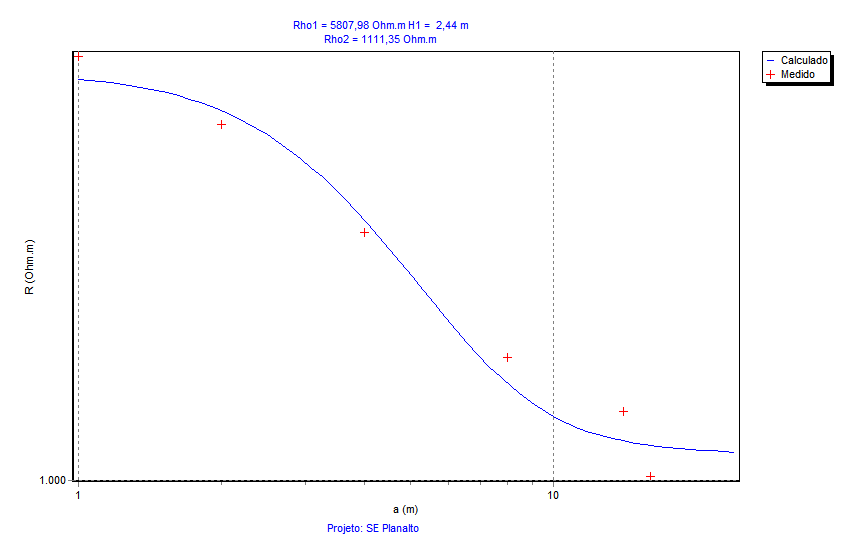 Rho1 = 5807,98 Ohm.m H1 =  2,44 m
Rho2 = 1111,35 Ohm.m
Calculado
Medido
R (Ohm.m)
1.000
1
10
a (m)
Projeto: SE Planalto